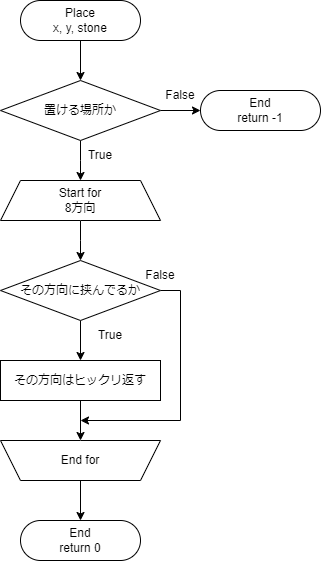 Place
x, y, stone
置ける場所か
False
End
return -1
True
Start for
8方向
その方向に挟んでるか
False
True
その方向はヒックリ返す
End for
End
return 0